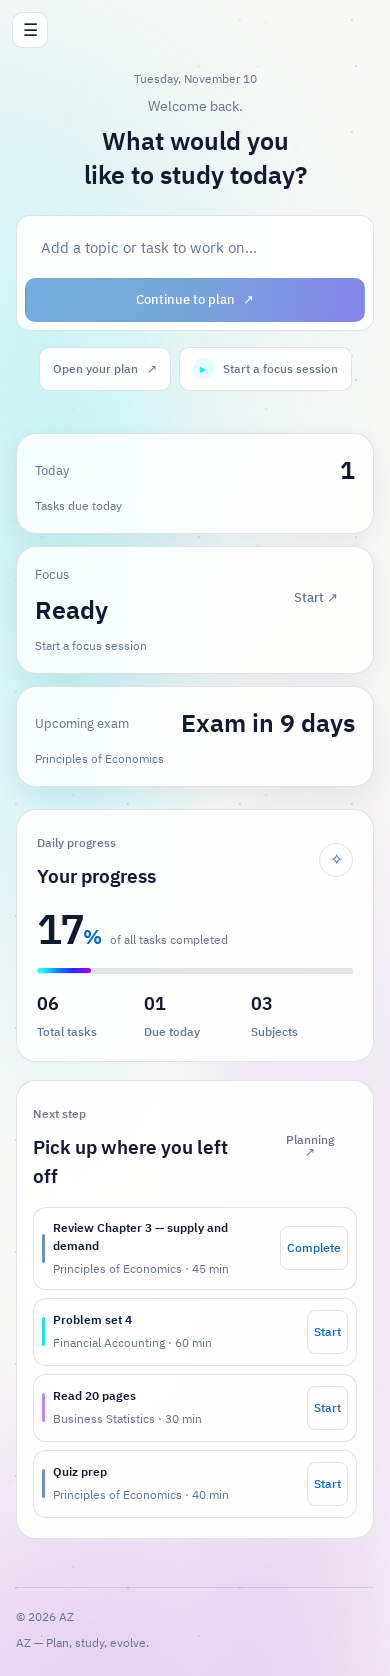 Tuesday, November 10
Welcome back.
What would you
like to study today?
Add a topic or task to work on...
Continue to plan ↗
Open your plan ↗
Start a focus session
Today
1
Tasks due today
Focus
Ready
Start ↗
Start a focus session
Upcoming exam
Exam in 9 days
Principles of Economics
Daily progress
Your progress
17% of all tasks completed
06 01 03
Total tasks Due today Subjects
Next step
Pick up where you left
off
Planning
↗
Review Chapter 3 — supply and
demand
Principles of Economics · 45 min
Complete
Problem set 4
Financial Accounting · 60 min
Start
Read 20 pages
Business Statistics · 30 min
Start
Quiz prep
Principles of Economics · 40 min
Start
© 2026 AZ
AZ — Plan, study, evolve.